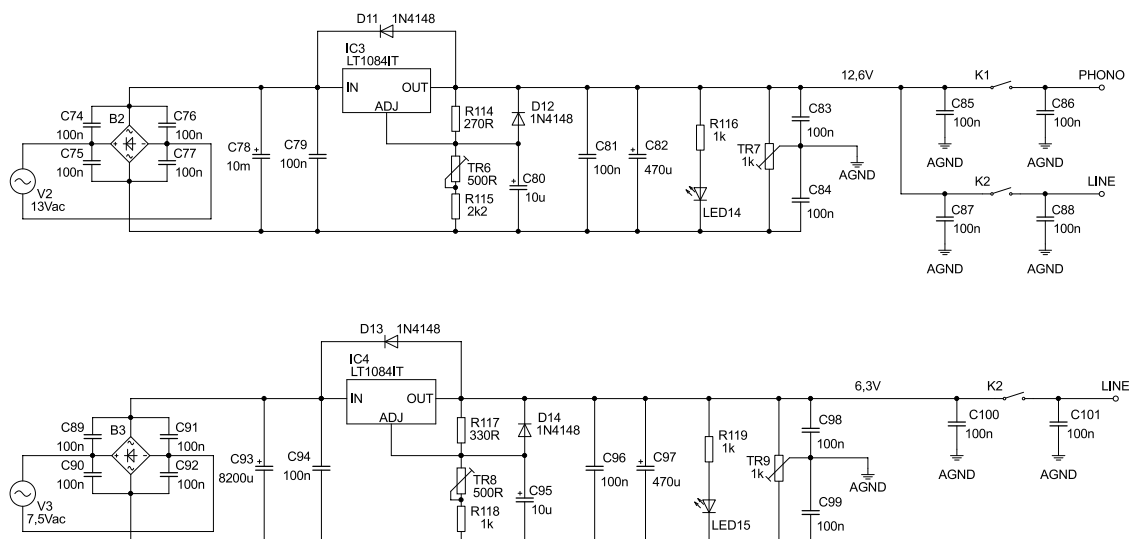 D11 1N4148
IC3
LT1084IT
IN OUT
ADJ
12,6V
K1
PHONO
C74
100n
B2
C76
100n
C75
100n
C77
100n
V2
13Vac
C78
10m
+
C79
100n
R114
270R
D12
1N4148
TR6
500R
R115
2k2
C80
10u
+
C81
100n
C82
470u
+
R116
1k
LED14
TR7
1k
C83
100n
C84
100n
AGND
C85
100n
AGND
C86
100n
AGND
K2
LINE
C87
100n
AGND
C88
100n
AGND
D13 1N4148
IC4
LT1084IT
IN OUT
ADJ
6,3V
K2
LINE
C89
100n
B3
C91
100n
C90
100n
C92
100n
V3
7,5Vac
C93
8200u
+
C94
100n
R117
330R
D14
1N4148
TR8
500R
R118
1k
C95
10u
+
C96
100n
C97
470u
+
R119
1k
LED15
TR9
1k
C98
100n
C99
100n
AGND
C100
100n
AGND
C101
100n
AGND